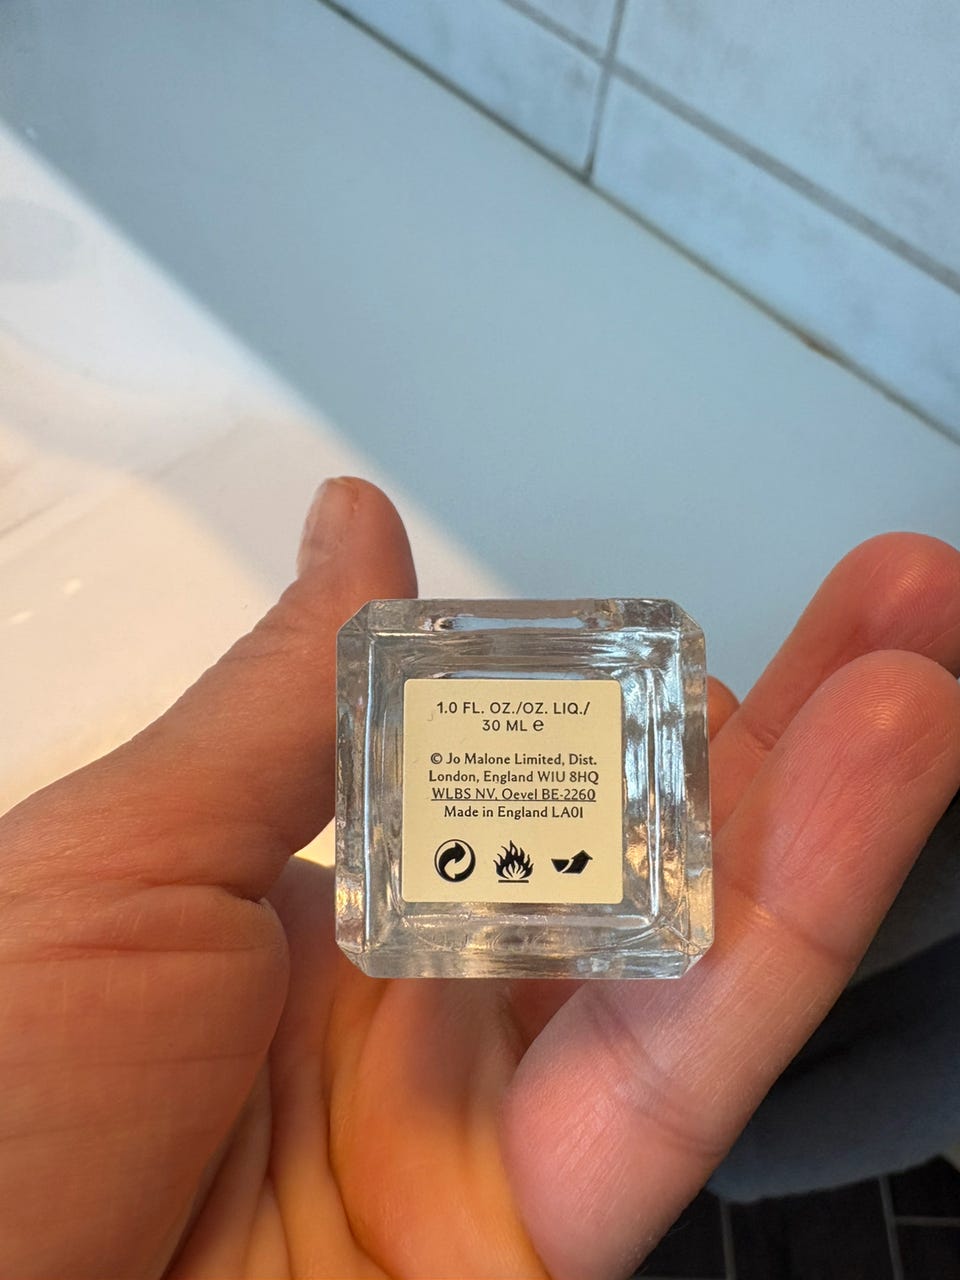 1.0 FL. OZ./OZ. LIQ./
30 ML ℮
© Jo Malone Limited, Dist.
London, England W1U 8HQ
WLBS NV, Oevel BE-2260
Made in England LA01